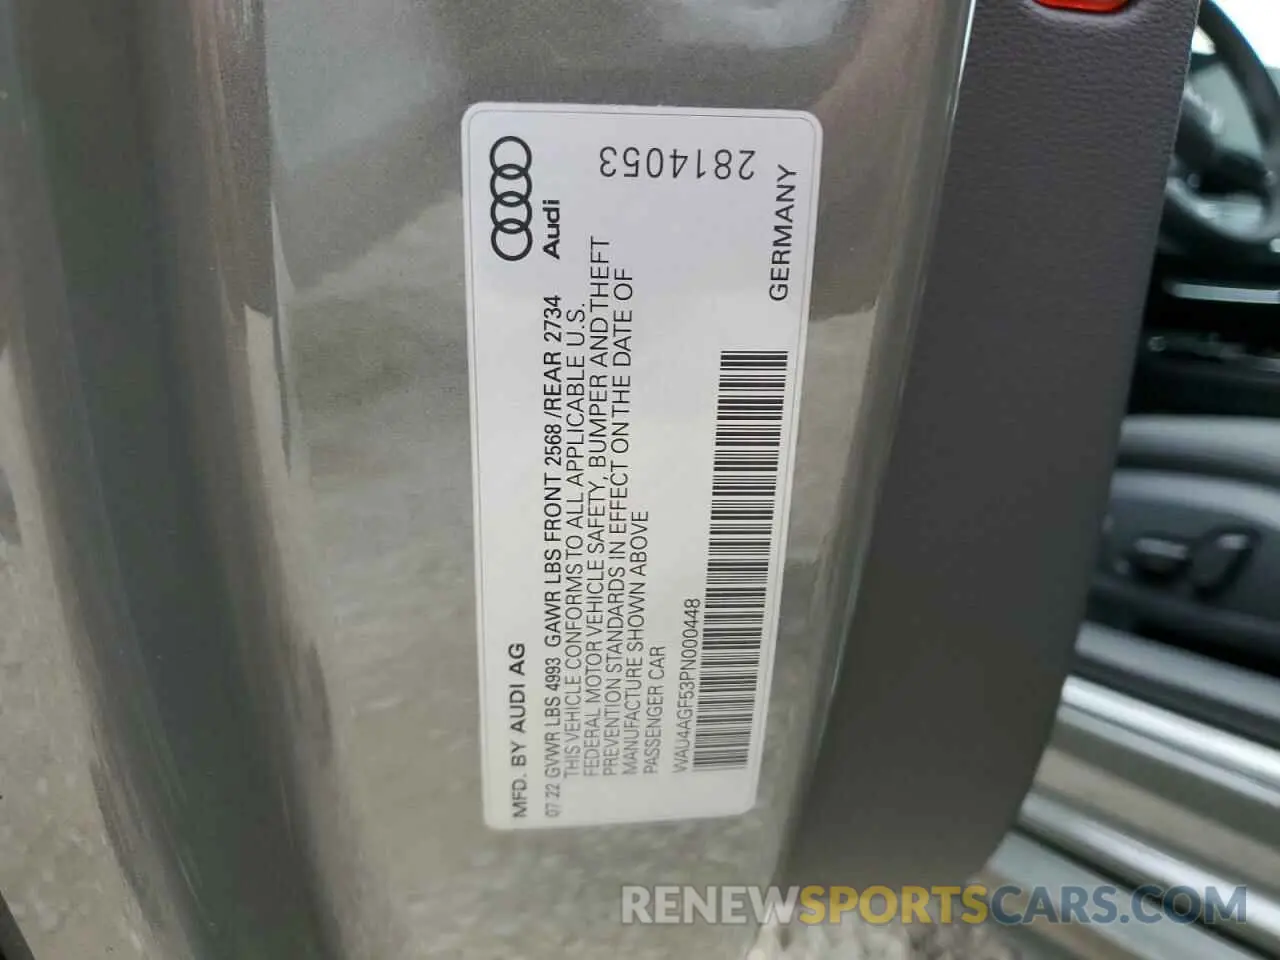 Audi
2814053
MFD. BY AUDI AG
GERMANY
07 22 GVWR LBS 4993 GAWR LBS FRONT 2568 /REAR 2734
THIS VEHICLE CONFORMS TO ALL APPLICABLE U.S.
FEDERAL MOTOR VEHICLE SAFETY, BUMPER AND THEFT
PREVENTION STANDARDS IN EFFECT ON THE DATE OF
MANUFACTURE SHOWN ABOVE
PASSENGER CAR
WAU4AGF53PN000448
RENEWSPORTSCARS.COM